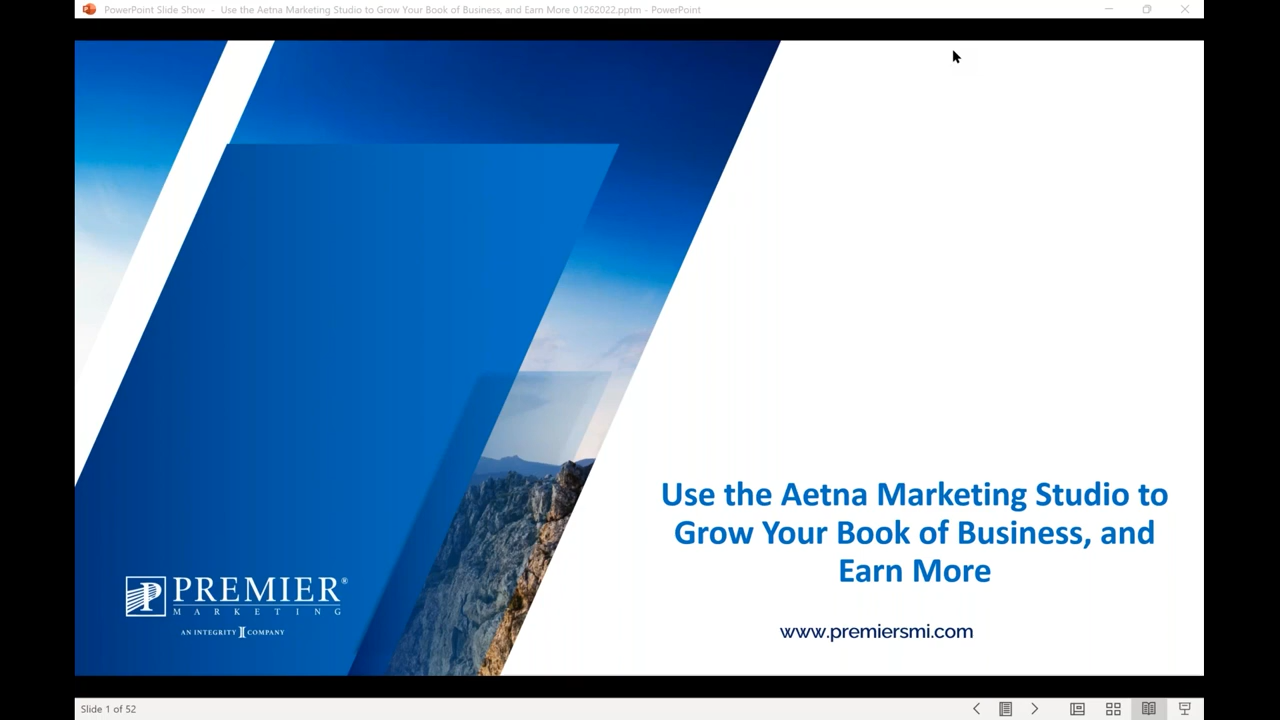 PowerPoint Slide Show - Use the Aetna Marketing Studio to Grow Your Book of Business, and Earn More 01262022.pptm - PowerPoint
Use the Aetna Marketing Studio to
Grow Your Book of Business, and
Earn More
www.premiersmi.com
PREMIER®
MARKETING
AN INTEGRITY COMPANY
Slide 1 of 52